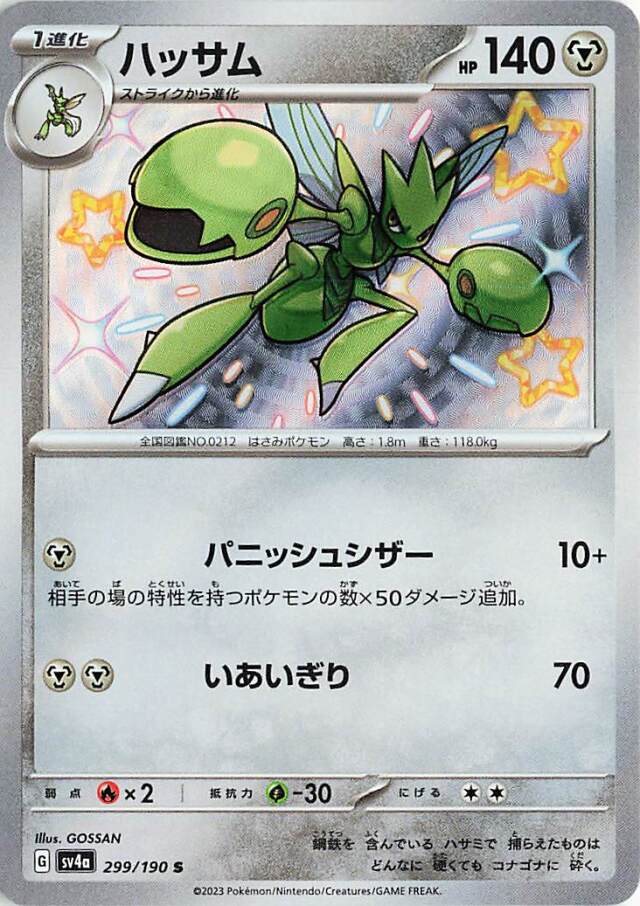 1進化
ハッサム
HP 140
ストライクから進化
全国図鑑NO.0212 はさみポケモン 高さ:1.8m 重さ:118.0kg
パニッシュシザー 10+
相手の場の特性を持つポケモンの数×50ダメージ追加。
いあいぎり 70
弱点 ×2 抵抗力 -30 にげる
Illus. GOSSAN
G sv4a 299/190 S
鋼鉄を 含んでいる ハサミで 捕らえたものは
どんなに 硬くても コナゴナに 砕く。
©2023 Pokémon/Nintendo/Creatures/GAME FREAK.